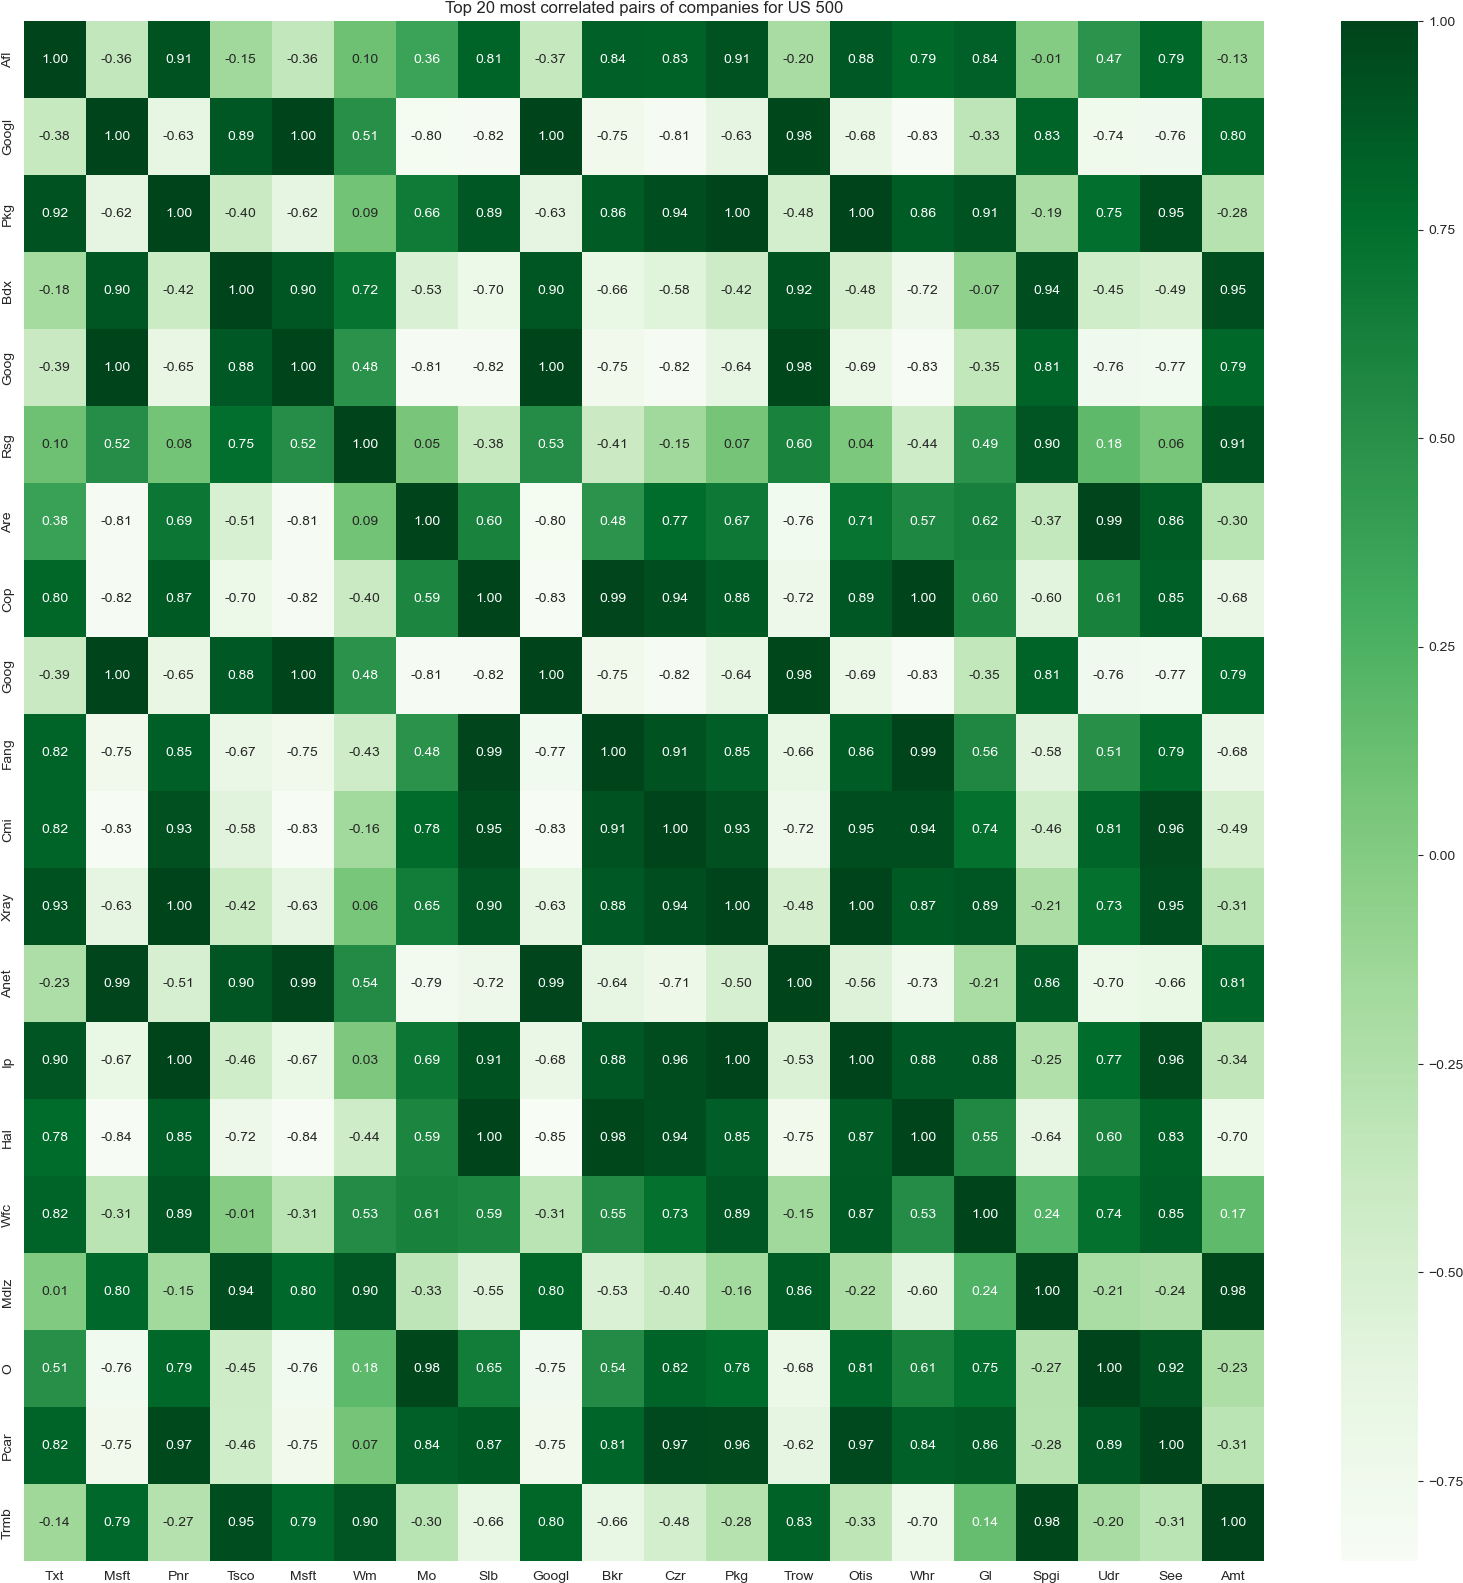 Top 20 most correlated pairs of companies for US 500
Afl 1.00 -0.36 0.91 -0.15 -0.36 0.10 0.36 0.81 -0.37 0.84 0.83 0.91 -0.20 0.88 0.79 0.84 -0.01 0.47 0.79 -0.13
Googl -0.38 1.00 -0.63 0.89 1.00 0.51 -0.80 -0.82 1.00 -0.75 -0.81 -0.63 0.98 -0.68 -0.83 -0.33 0.83 -0.74 -0.76 0.80
Pkg 0.92 -0.62 1.00 -0.40 -0.62 0.09 0.66 0.89 -0.63 0.86 0.94 1.00 -0.48 1.00 0.86 0.91 -0.19 0.75 0.95 -0.28
Bdx -0.18 0.90 -0.42 1.00 0.90 0.72 -0.53 -0.70 0.90 -0.66 -0.58 -0.42 0.92 -0.48 -0.72 -0.07 0.94 -0.45 -0.49 0.95
Goog -0.39 1.00 -0.65 0.88 1.00 0.48 -0.81 -0.82 1.00 -0.75 -0.82 -0.64 0.98 -0.69 -0.83 -0.35 0.81 -0.76 -0.77 0.79
Rsg 0.10 0.52 0.08 0.75 0.52 1.00 0.05 -0.38 0.53 -0.41 -0.15 0.07 0.60 0.04 -0.44 0.49 0.90 0.18 0.06 0.91
Are 0.38 -0.81 0.69 -0.51 -0.81 0.09 1.00 0.60 -0.80 0.48 0.77 0.67 -0.76 0.71 0.57 0.62 -0.37 0.99 0.86 -0.30
Cop 0.80 -0.82 0.87 -0.70 -0.82 -0.40 0.59 1.00 -0.83 0.99 0.94 0.88 -0.72 0.89 1.00 0.60 -0.60 0.61 0.85 -0.68
Goog -0.39 1.00 -0.65 0.88 1.00 0.48 -0.81 -0.82 1.00 -0.75 -0.82 -0.64 0.98 -0.69 -0.83 -0.35 0.81 -0.76 -0.77 0.79
Fang 0.82 -0.75 0.85 -0.67 -0.75 -0.43 0.48 0.99 -0.77 1.00 0.91 0.85 -0.66 0.86 0.99 0.56 -0.58 0.51 0.79 -0.68
Cmi 0.82 -0.83 0.93 -0.58 -0.83 -0.16 0.78 0.95 -0.83 0.91 1.00 0.93 -0.72 0.95 0.94 0.74 -0.46 0.81 0.96 -0.49
Xray 0.93 -0.63 1.00 -0.42 -0.63 0.06 0.65 0.90 -0.63 0.88 0.94 1.00 -0.48 1.00 0.87 0.89 -0.21 0.73 0.95 -0.31
Anet -0.23 0.99 -0.51 0.90 0.99 0.54 -0.79 -0.72 0.99 -0.64 -0.71 -0.50 1.00 -0.56 -0.73 -0.21 0.86 -0.70 -0.66 0.81
Ip 0.90 -0.67 1.00 -0.46 -0.67 0.03 0.69 0.91 -0.68 0.88 0.96 1.00 -0.53 1.00 0.88 0.88 -0.25 0.77 0.96 -0.34
Hal 0.78 -0.84 0.85 -0.72 -0.84 -0.44 0.59 1.00 -0.85 0.98 0.94 0.85 -0.75 0.87 1.00 0.55 -0.64 0.60 0.83 -0.70
Wfc 0.82 -0.31 0.89 -0.01 -0.31 0.53 0.61 0.59 -0.31 0.55 0.73 0.89 -0.15 0.87 0.53 1.00 0.24 0.74 0.85 0.17
Mdlz 0.01 0.80 -0.15 0.94 0.80 0.90 -0.33 -0.55 0.80 -0.53 -0.40 -0.16 0.86 -0.22 -0.60 0.24 1.00 -0.21 -0.24 0.98
O 0.51 -0.76 0.79 -0.45 -0.76 0.18 0.98 0.65 -0.75 0.54 0.82 0.78 -0.68 0.81 0.61 0.75 -0.27 1.00 0.92 -0.23
Pcar 0.82 -0.75 0.97 -0.46 -0.75 0.07 0.84 0.87 -0.75 0.81 0.97 0.96 -0.62 0.97 0.84 0.86 -0.28 0.89 1.00 -0.31
Trmb -0.14 0.79 -0.27 0.95 0.79 0.90 -0.30 -0.66 0.80 -0.66 -0.48 -0.28 0.83 -0.33 -0.70 0.14 0.98 -0.20 -0.31 1.00
Txt Msft Pnr Tsco Msft Wm Mo Slb Googl Bkr Czr Pkg Trow Otis Whr Gl Spgi Udr See Amt
1.00
0.75
0.50
0.25
0.00
−0.25
−0.50
−0.75